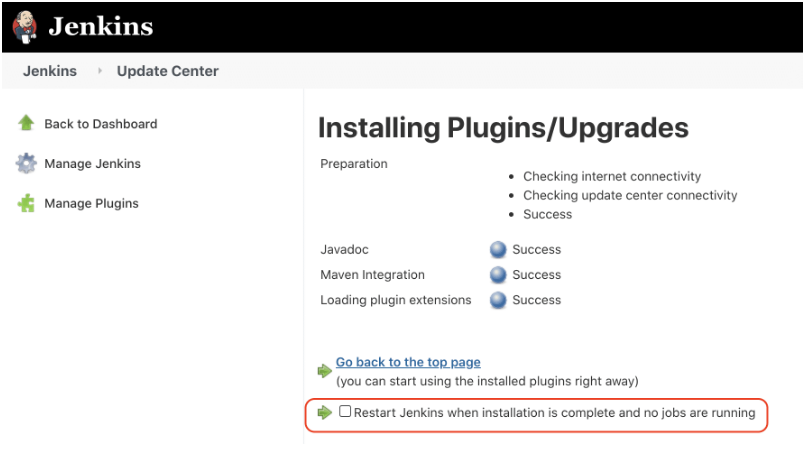 Jenkins
Jenkins Update Center
Back to Dashboard
Manage Jenkins
Manage Plugins
Installing Plugins/Upgrades
Preparation
Checking internet connectivity
Checking update center connectivity
Success
Javadoc Success
Maven Integration Success
Loading plugin extensions Success
Go back to the top page
(you can start using the installed plugins right away)
Restart Jenkins when installation is complete and no jobs are running